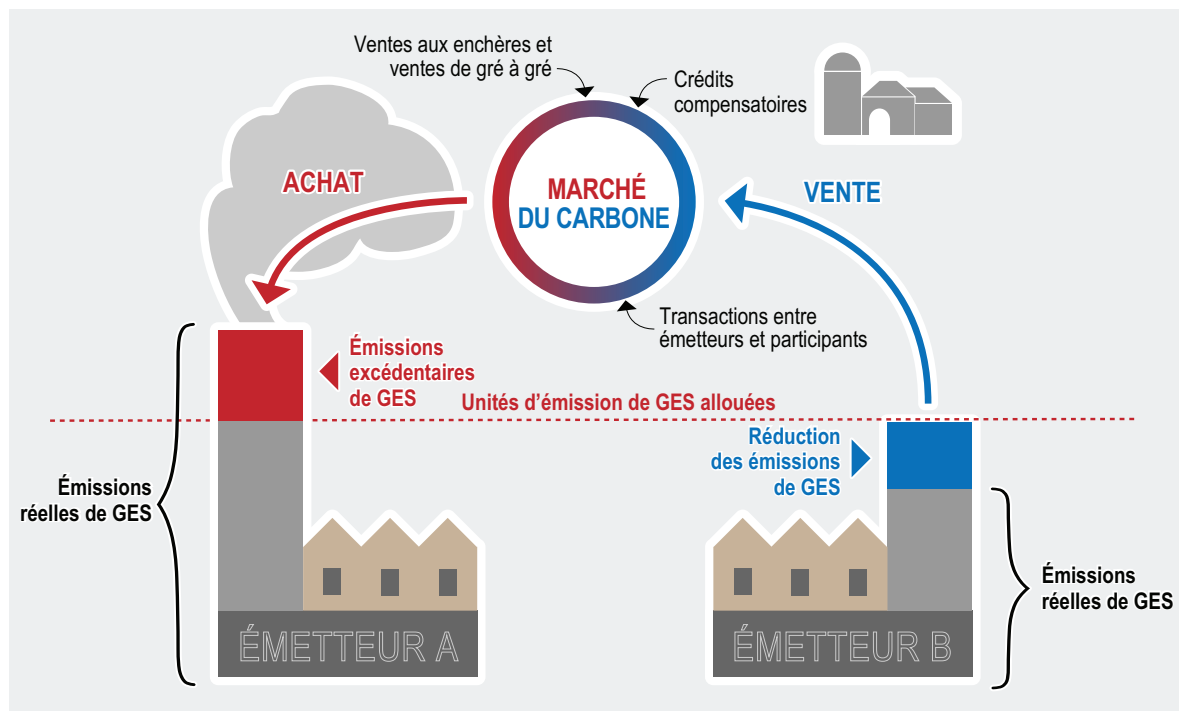 Ventes aux enchères et
ventes de gré à gré
Crédits
compensatoires
ACHAT
MARCHÉ
DU CARBONE
VENTE
Transactions entre
émetteurs et participants
Émissions
excédentaires
de GES
Unités d'émission de GES allouées
Réduction
des émissions
de GES
Émissions
réelles de GES
Émissions
réelles de GES
ÉMETTEUR A
ÉMETTEUR B